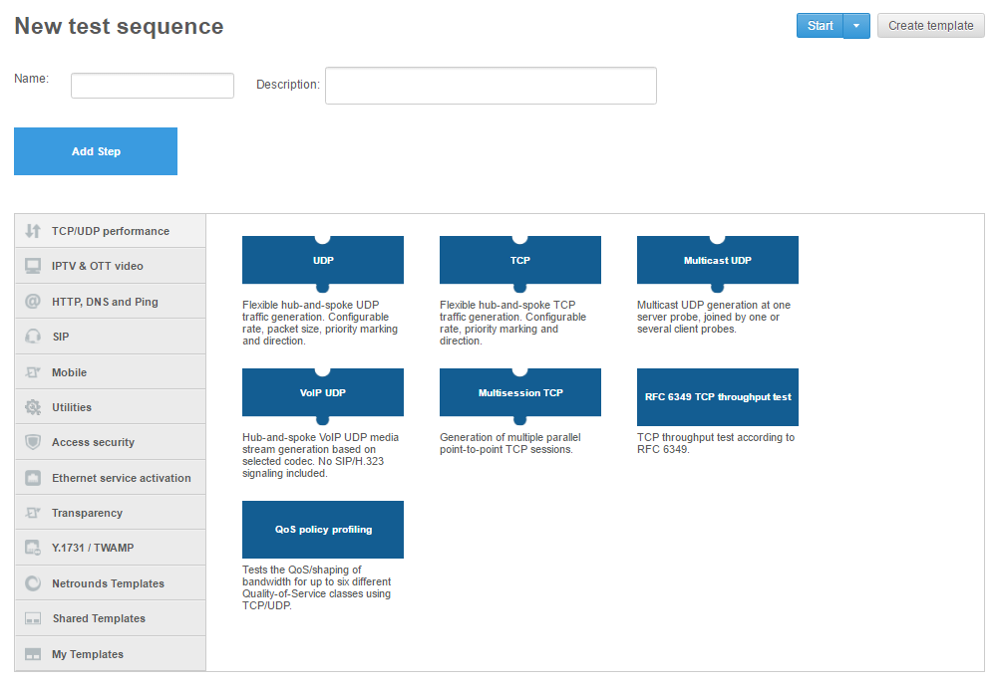 New test sequence
Start
Create template
Name:
Description:
Add Step
TCP/UDP performance
IPTV & OTT video
HTTP, DNS and Ping
SIP
Mobile
Utilities
Access security
Ethernet service activation
Transparency
Y.1731 / TWAMP
Netrounds Templates
Shared Templates
My Templates
UDP
Flexible hub-and-spoke UDP
traffic generation. Configurable
rate, packet size, priority marking
and direction.
TCP
Flexible hub-and-spoke TCP
traffic generation. Configurable
rate, priority marking and
direction.
Multicast UDP
Multicast UDP generation at one
server probe, joined by one or
several client probes.
VoIP UDP
Hub-and-spoke VoIP UDP media
stream generation based on
selected codec. No SIP/H.323
signaling included.
Multisession TCP
Generation of multiple parallel
point-to-point TCP sessions.
RFC 6349 TCP throughput test
TCP throughput test according to
RFC 6349.
QoS policy profiling
Tests the QoS/shaping of
bandwidth for up to six different
Quality-of-Service classes using
TCP/UDP.